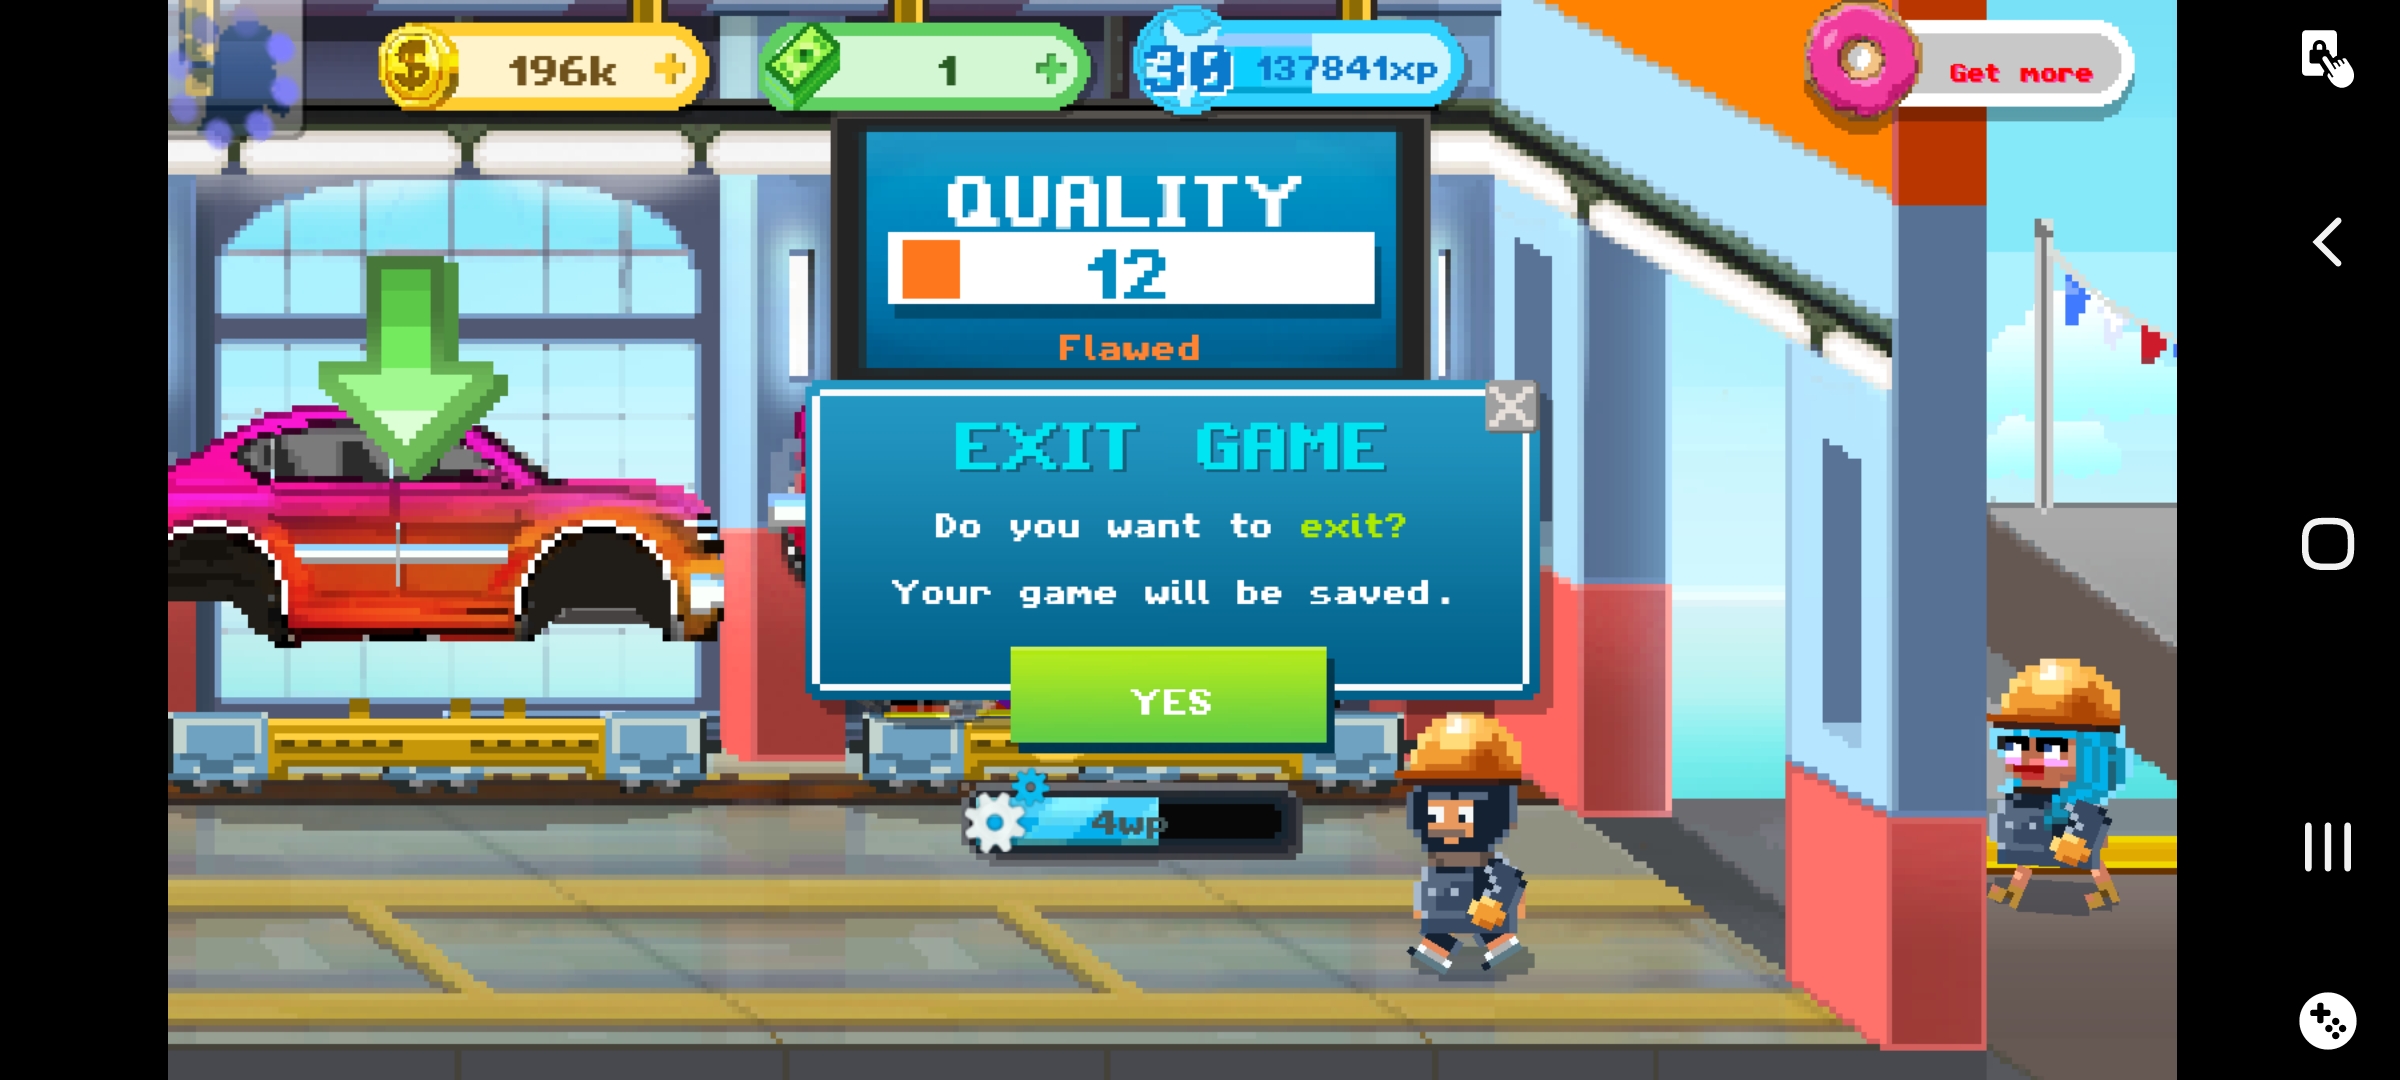 196k
1
30
137841xp
Get more
QUALITY
12
Flawed
EXIT GAME
Do you want to exit?
Your game will be saved.
YES
4wp